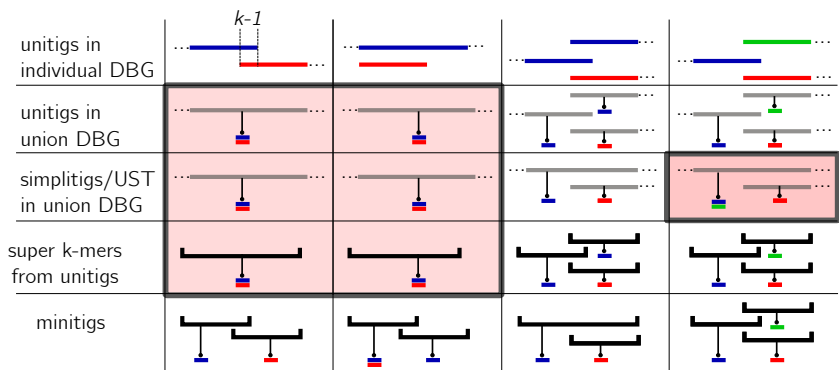 k-1
unitigs in
individual DBG
unitigs in
union DBG
simplitigs/UST
in union DBG
super k-mers
from unitigs
minitigs